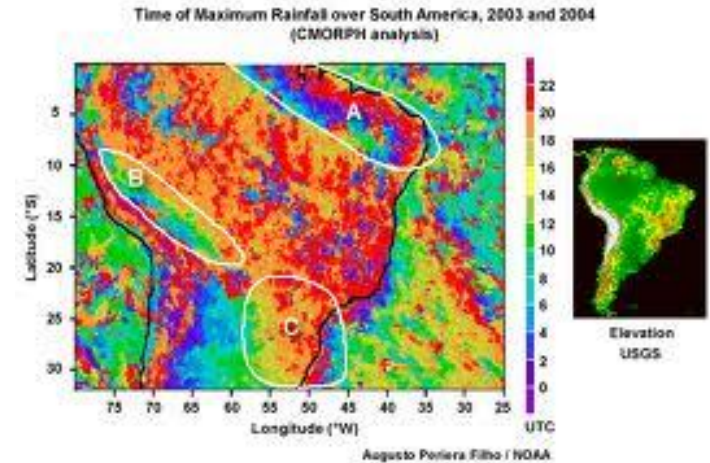 Time of Maximum Rainfall over South America, 2003 and 2004
(CMORPH analysis)
A
B
C
5
10
15
20
25
30
Latitude (°S)
75 70 65 60 55 50 45 40 35 30 25
Longitude (°W)
22
20
18
16
14
12
10
8
6
4
2
0
UTC
Elevation
USGS
Augusto Periera Filho / NOAA